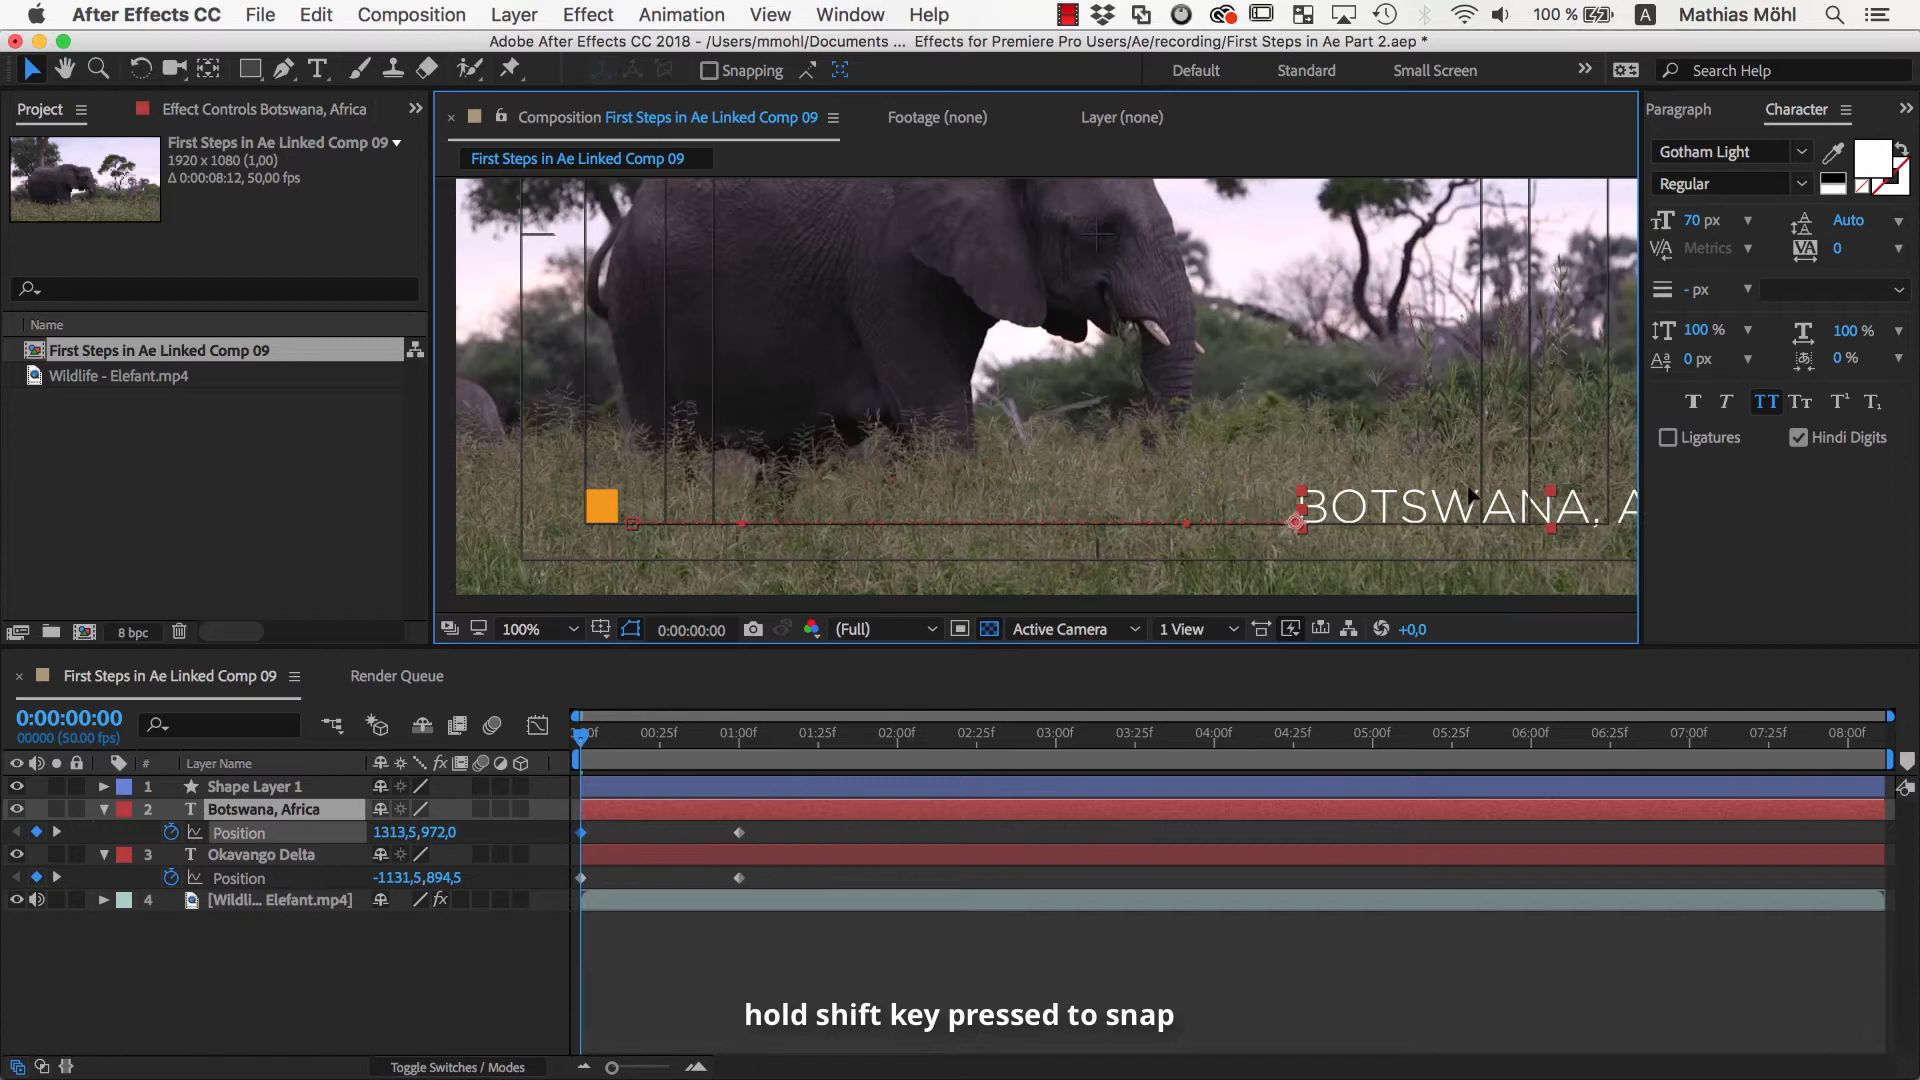 After Effects CC File Edit Composition Layer Effect Animation View Window Help 100 % A Mathias Möhl
Adobe After Effects CC 2018 - /Users/mmohl/Documents ... Effects for Premiere Pro Users/Ae/recording/First Steps in Ae Part 2.aep *
Snapping Default Standard Small Screen Search Help
Project Effect Controls Botswana, Africa
First Steps in Ae Linked Comp 09
1920 x 1080 (1,00)
Δ 0:00:08:12, 50,00 fps
Name
First Steps in Ae Linked Comp 09
Wildlife - Elefant.mp4
8 bpc
Composition First Steps in Ae Linked Comp 09 Footage (none) Layer (none)
First Steps in Ae Linked Comp 09
BOTSWANA, A
100% 0:00:00:00 (Full) Active Camera 1 View +0,0
Paragraph Character
Gotham Light
Regular
70 px Auto
Metrics 0
- px
100 % 100 %
0 px 0 %
Ligatures Hindi Digits
First Steps in Ae Linked Comp 09 Render Queue
0:00:00:00
00000 (50.00 fps)
00f 00:25f 01:00f 01:25f 02:00f 02:25f 03:00f 03:25f 04:00f 04:25f 05:00f 05:25f 06:00f 06:25f 07:00f 07:25f 08:00f
# Layer Name
1 Shape Layer 1
2 T Botswana, Africa
Position 1313,5,972,0
3 T Okavango Delta
Position -1131,5,894,5
4 [Wildli... Elefant.mp4]
hold shift key pressed to snap
Toggle Switches / Modes